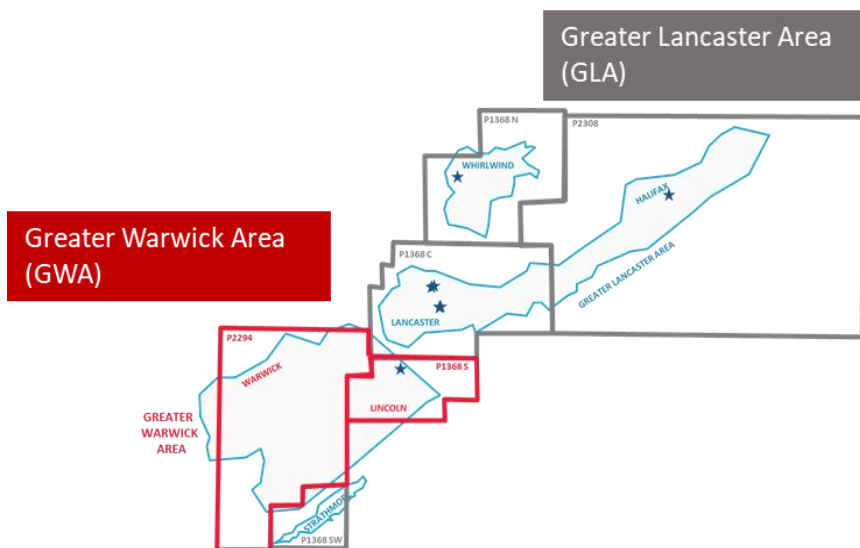 Greater Lancaster Area
(GLA)
P1368 N
P2308
WHIRLWIND
HALIFAX
Greater Warwick Area
(GWA)
P1368 C
GREATER LANCASTER AREA
LANCASTER
P2294
P1368 S
WARWICK
LINCOLN
GREATER
WARWICK
AREA
STRATHMORE
P1368 SW